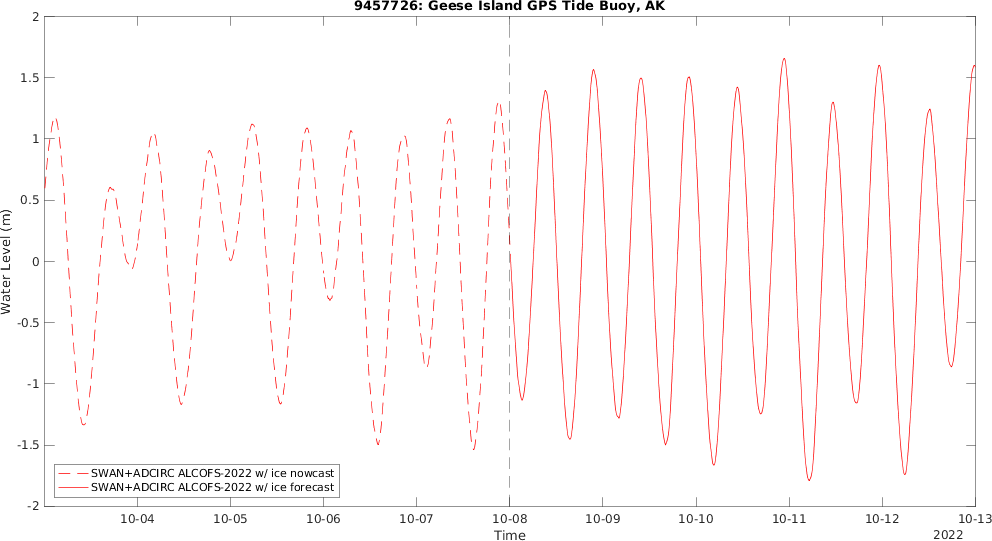 9457726: Geese Island GPS Tide Buoy, AK
2
1.5
1
0.5
0
-0.5
-1
-1.5
-2
Water Level (m)
SWAN+ADCIRC ALCOFS-2022 w/ ice nowcast
SWAN+ADCIRC ALCOFS-2022 w/ ice forecast
10-04 10-05 10-06 10-07 10-08 10-09 10-10 10-11 10-12 10-13
Time
2022